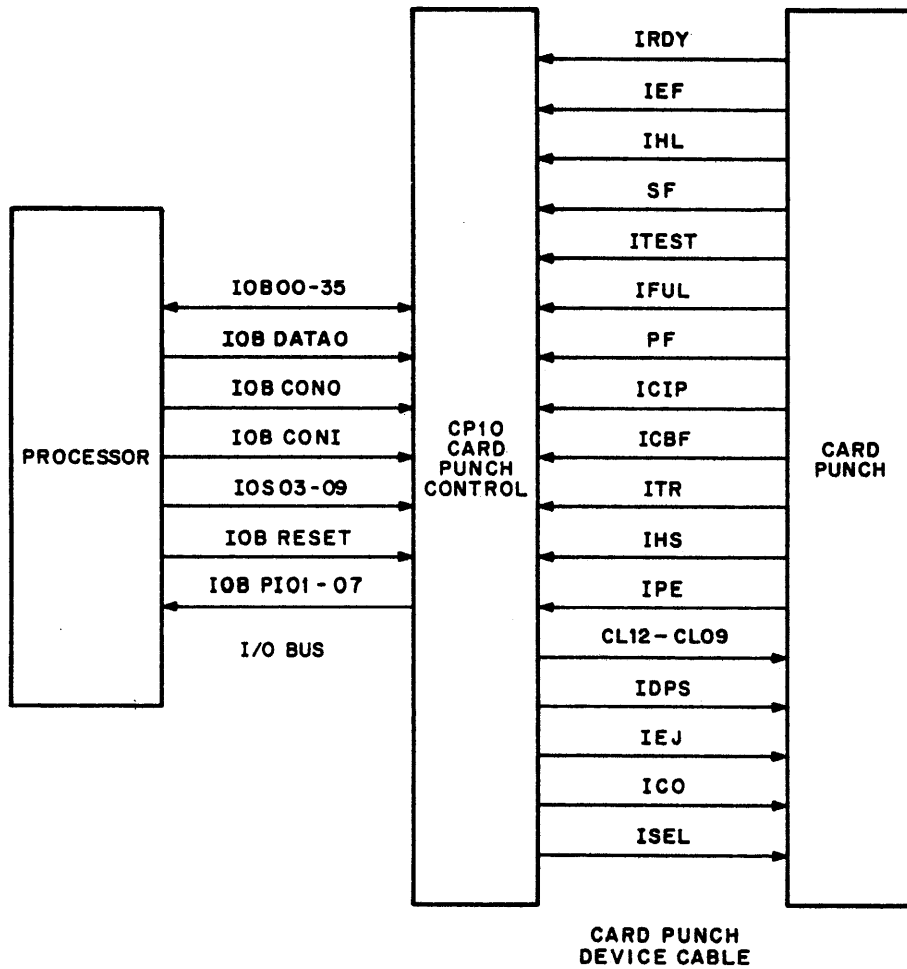 IRDY
IEF
IHL
SF
ITEST
IFUL
PF
ICIP
ICBF
ITR
IHS
IPE
CL12-CL09
IDPS
IEJ
ICO
ISEL
IOB00-35
IOB DATAO
IOB CONO
IOB CONI
IOS03-09
IOB RESET
IOB PI01-07
I/O BUS
PROCESSOR
CP10
CARD
PUNCH
CONTROL
CARD
PUNCH
CARD PUNCH
DEVICE CABLE